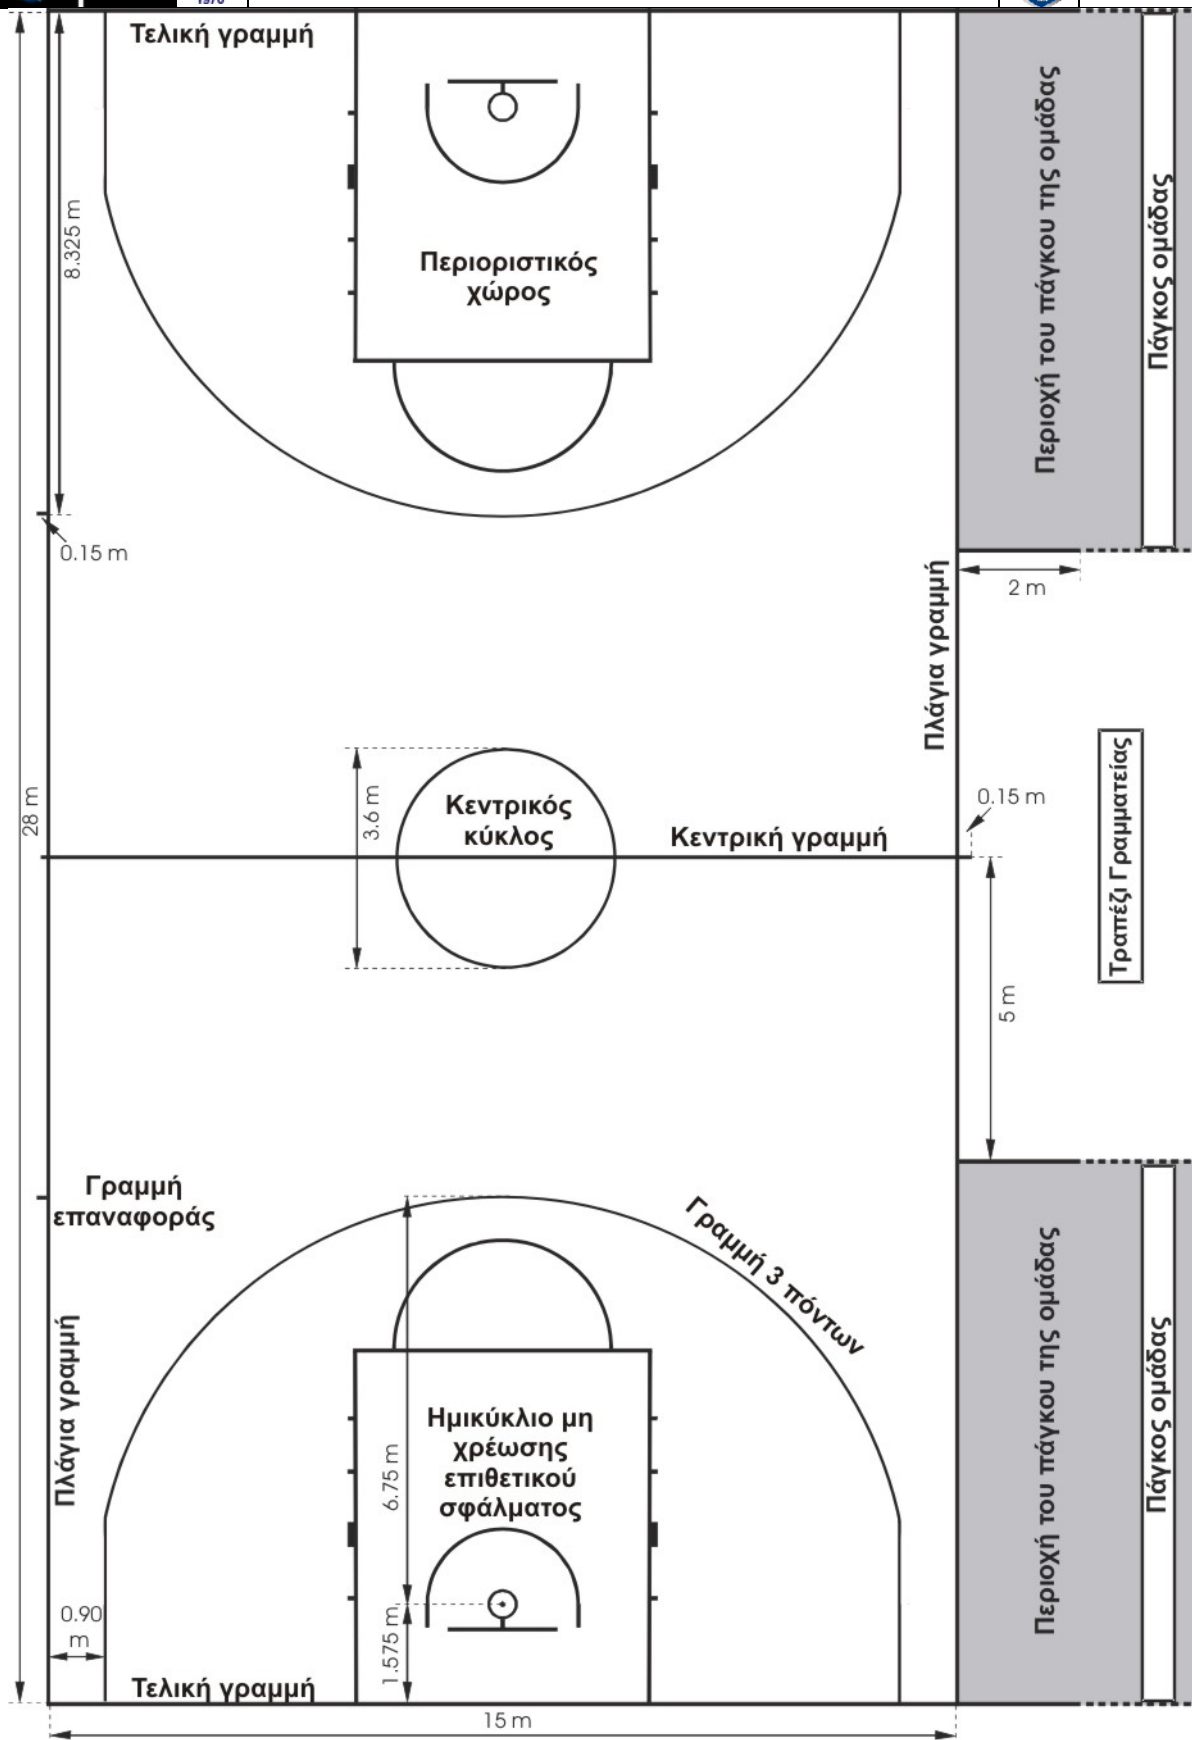 1970
Τελική γραμμή
Περιοχή του πάγκου της ομάδας
Πάγκος ομάδας
8.325 m
Περιοριστικός
χώρος
0.15 m
2 m
Πλάγια γραμμή
28 m
3.6 m
Κεντρικός
κύκλος
Κεντρική γραμμή
0.15 m
Τραπέζι Γραμματείας
5 m
Γραμμή
επαναφοράς
Γραμμή 3 πόντων
Περιοχή του πάγκου της ομάδας
Πάγκος ομάδας
Πλάγια γραμμή
6.75 m
Ημικύκλιο μη
χρέωσης
επιθετικού
σφάλματος
0.90
m
1.575 m
Τελική γραμμή
15 m